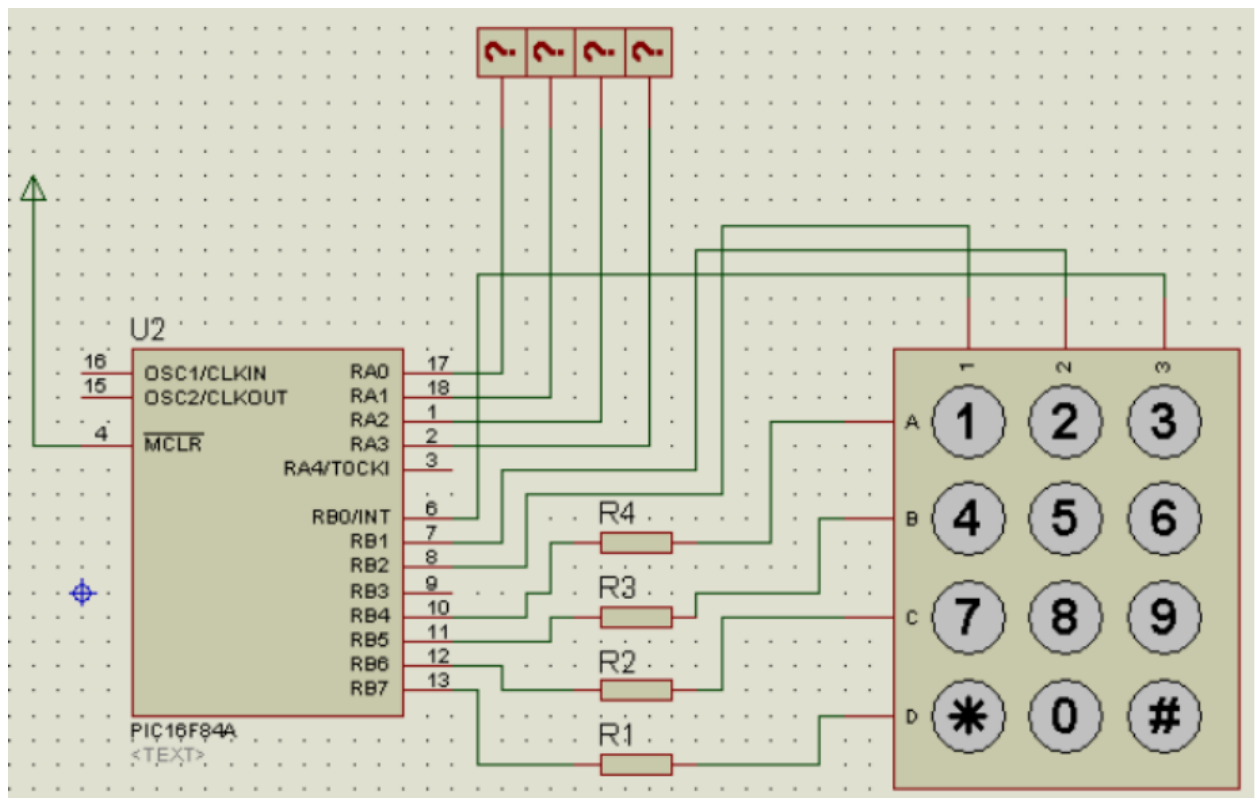 ? ? ? ?
U2
16 OSC1/CLKIN
15 OSC2/CLKOUT
4 MCLR
RA0 17
RA1 18
RA2 1
RA3 2
RA4/T0CKI 3
RB0/INT 6
RB1 7
RB2 8
RB3 9
RB4 10
RB5 11
RB6 12
RB7 13
PIC16F84A
<TEXT>
R4
R3
R2
R1
1 2 3
A 1 2 3
B 4 5 6
C 7 8 9
D * 0 #